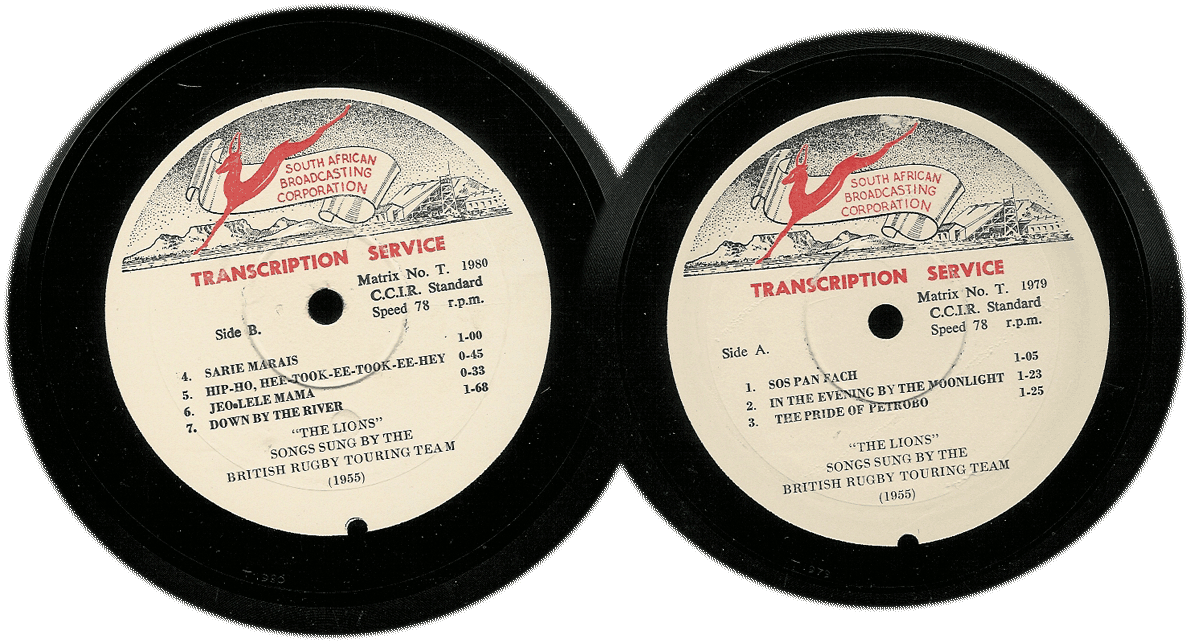 SOUTH AFRICAN
BROADCASTING
CORPORATION
TRANSCRIPTION SERVICE
Matrix No. T. 1980
C.C.I.R. Standard
Speed 78 r.p.m.
Side B.
4. SARIE MARAIS 1-00
5. HIP-HO, HEE-TOOK-EE-TOOK-EE-HEY 0-45
6. JEO•LELE MAMA 0-33
7. DOWN BY THE RIVER 1-68
"THE LIONS"
SONGS SUNG BY THE
BRITISH RUGBY TOURING TEAM
(1955)
SOUTH AFRICAN
BROADCASTING
CORPORATION
TRANSCRIPTION SERVICE
Matrix No. T. 1979
C.C.I.R. Standard
Speed 78 r.p.m.
Side A.
1. SOS PAN FACH 1-05
2. IN THE EVENING BY THE MOONLIGHT 1-23
3. THE PRIDE OF PETROBO 1-25
"THE LIONS"
SONGS SUNG BY THE
BRITISH RUGBY TOURING TEAM
(1955)